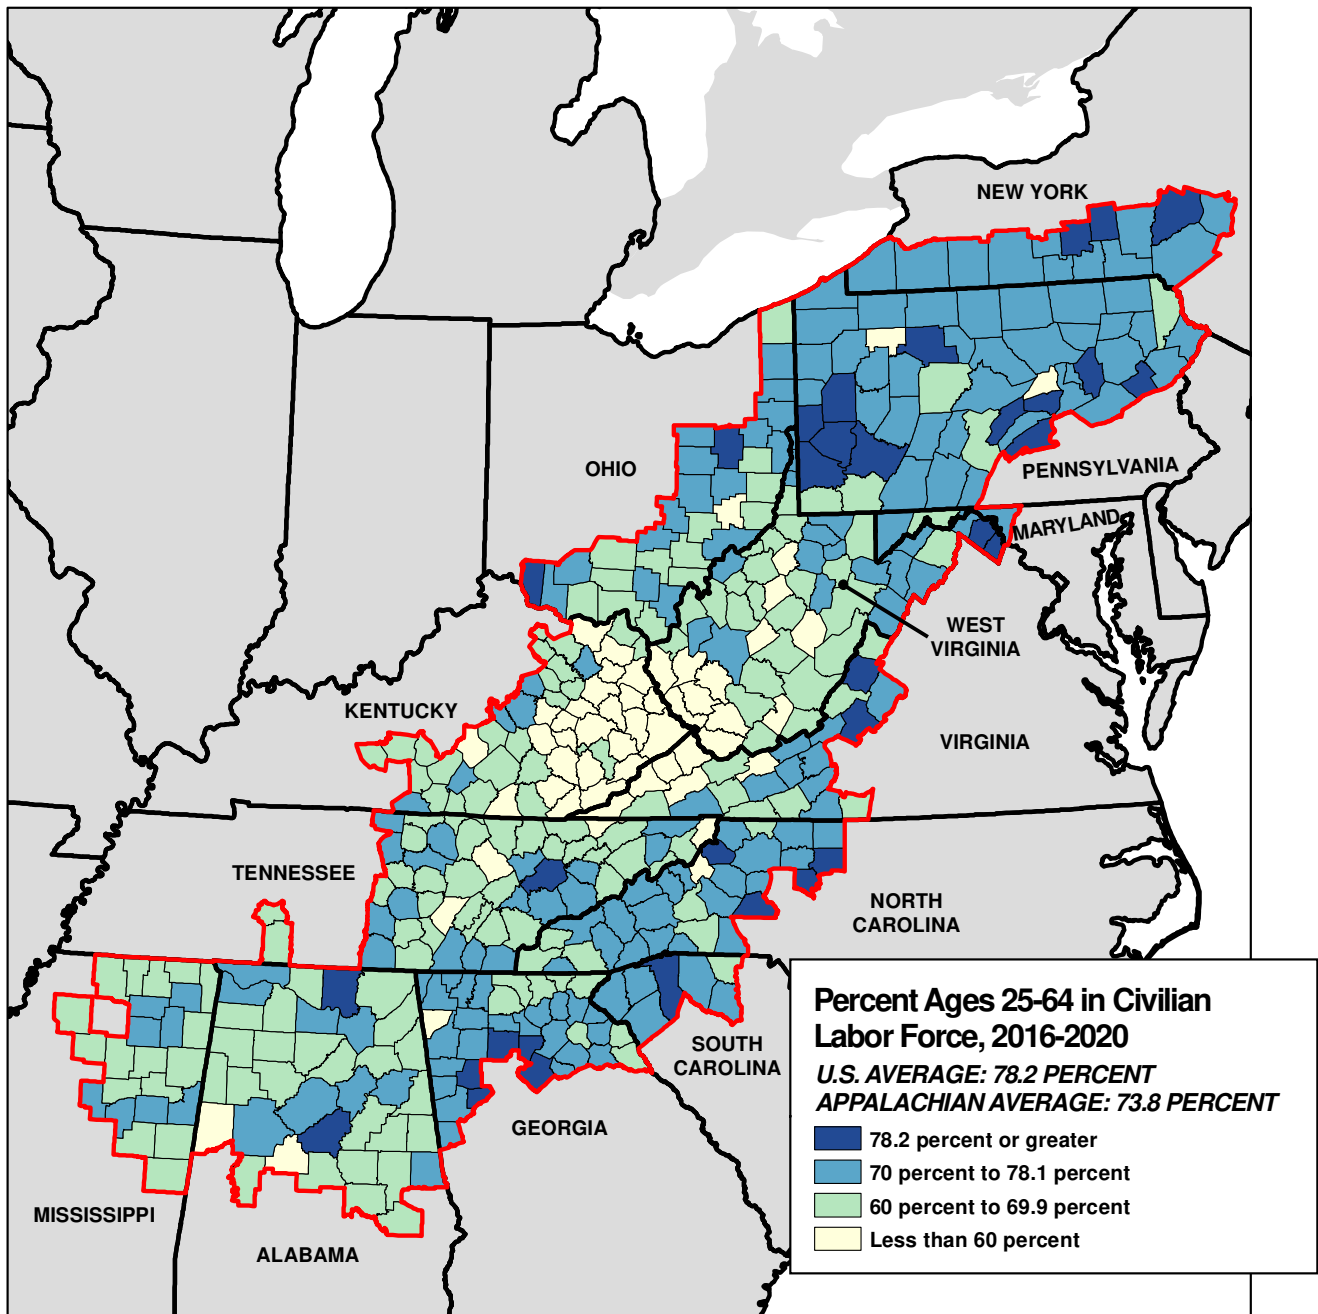 NEW YORK
OHIO
PENNSYLVANIA
MARYLAND
WEST
VIRGINIA
KENTUCKY
VIRGINIA
TENNESSEE
NORTH
CAROLINA
SOUTH
CAROLINA
GEORGIA
MISSISSIPPI
ALABAMA
Percent Ages 25-64 in Civilian
Labor Force, 2016-2020
U.S. AVERAGE: 78.2 PERCENT
APPALACHIAN AVERAGE: 73.8 PERCENT
78.2 percent or greater
70 percent to 78.1 percent
60 percent to 69.9 percent
Less than 60 percent